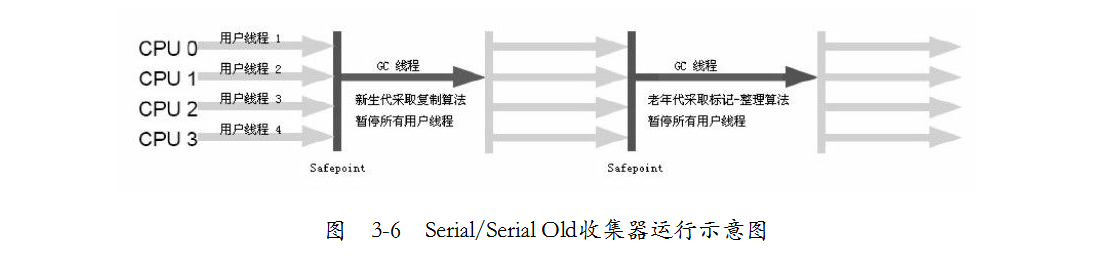 CPU 0 用户线程 1
CPU 1 用户线程 2
CPU 2 用户线程 3
CPU 3 用户线程 4
GC 线程
新生代采取复制算法
暂停所有用户线程
Safepoint
GC 线程
老年代采取标记-整理算法
暂停所有用户线程
Safepoint
图 3-6 Serial/Serial Old收集器运行示意图